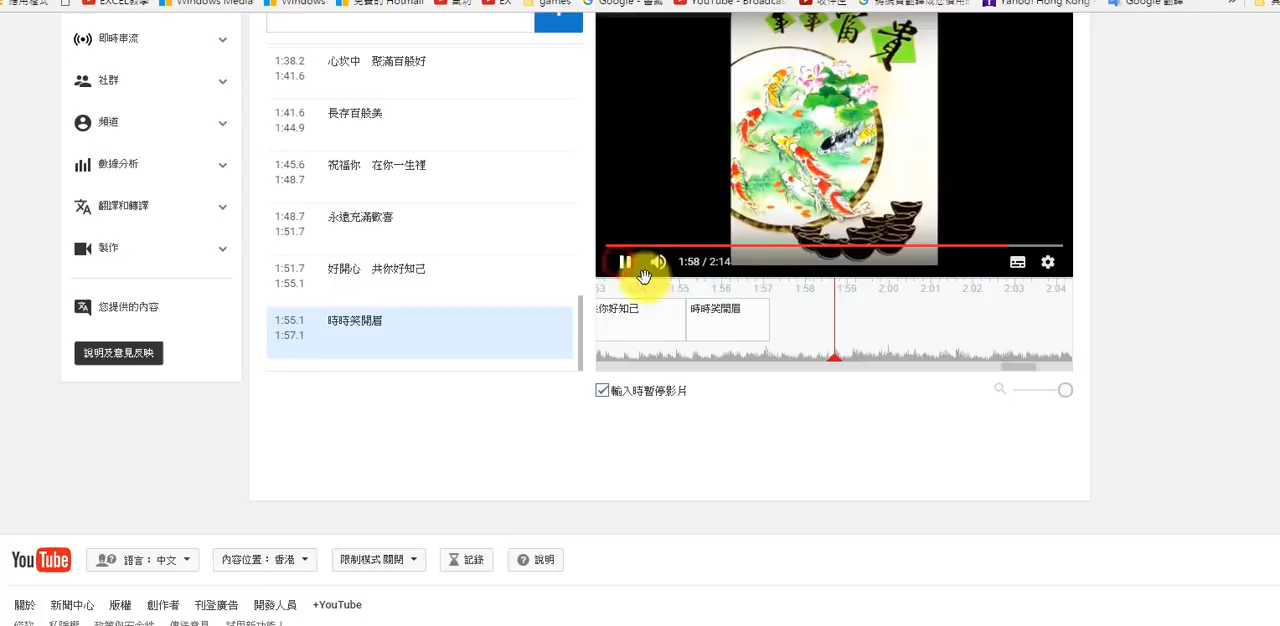 應用程式 EXCEL教學 Windows Media Windows 免費的 Hotmail EX games Google YouTube - Broadcas 收件匣 Yahoo! Hong Kong Google 翻譯 »
即時串流
社群
頻道
數據分析
翻譯和轉譯
製作
您提供的內容
說明及意見反映
1:38.2 心坎中 聚滿百般好
1:41.6
1:41.6 長存百般美
1:44.9
1:45.6 祝福你 在你一生裡
1:48.7
1:48.7 永遠充滿歡喜
1:51.7
1:51.7 好開心 共你好知己
1:55.1
1:55.1 時時笑開眉
1:57.1
富貴
1:58 / 2:14
1:56 1:57 1:58 1:59 2:00 2:01 2:02 2:03 2:04
你好知己 時時笑開眉
輸入時暫停影片
YouTube 語言：中文 內容位置：香港 限制模式 關閉 記錄 說明
關於 新聞中心 版權 創作者 刊登廣告 開發人員 +YouTube